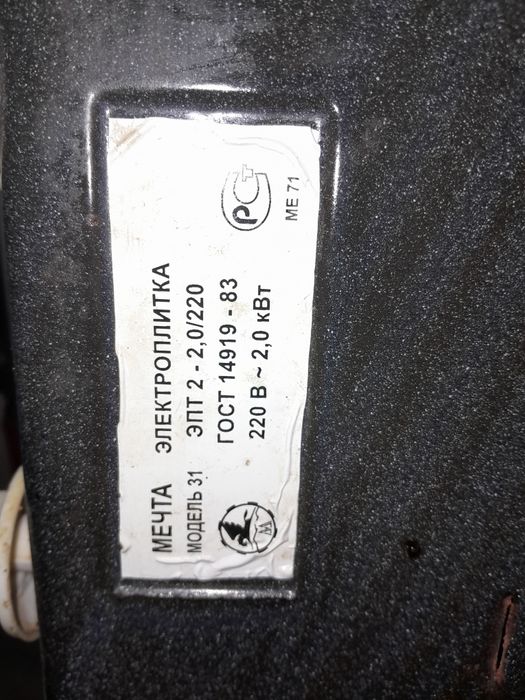 МЕЧТА ЭЛЕКТРОПЛИТКА
МОДЕЛЬ 31 ЭПТ 2 - 2,0/220
ГОСТ 14919 - 83
220 В ~ 2,0 кВт
РСТ
МЕ 71
М